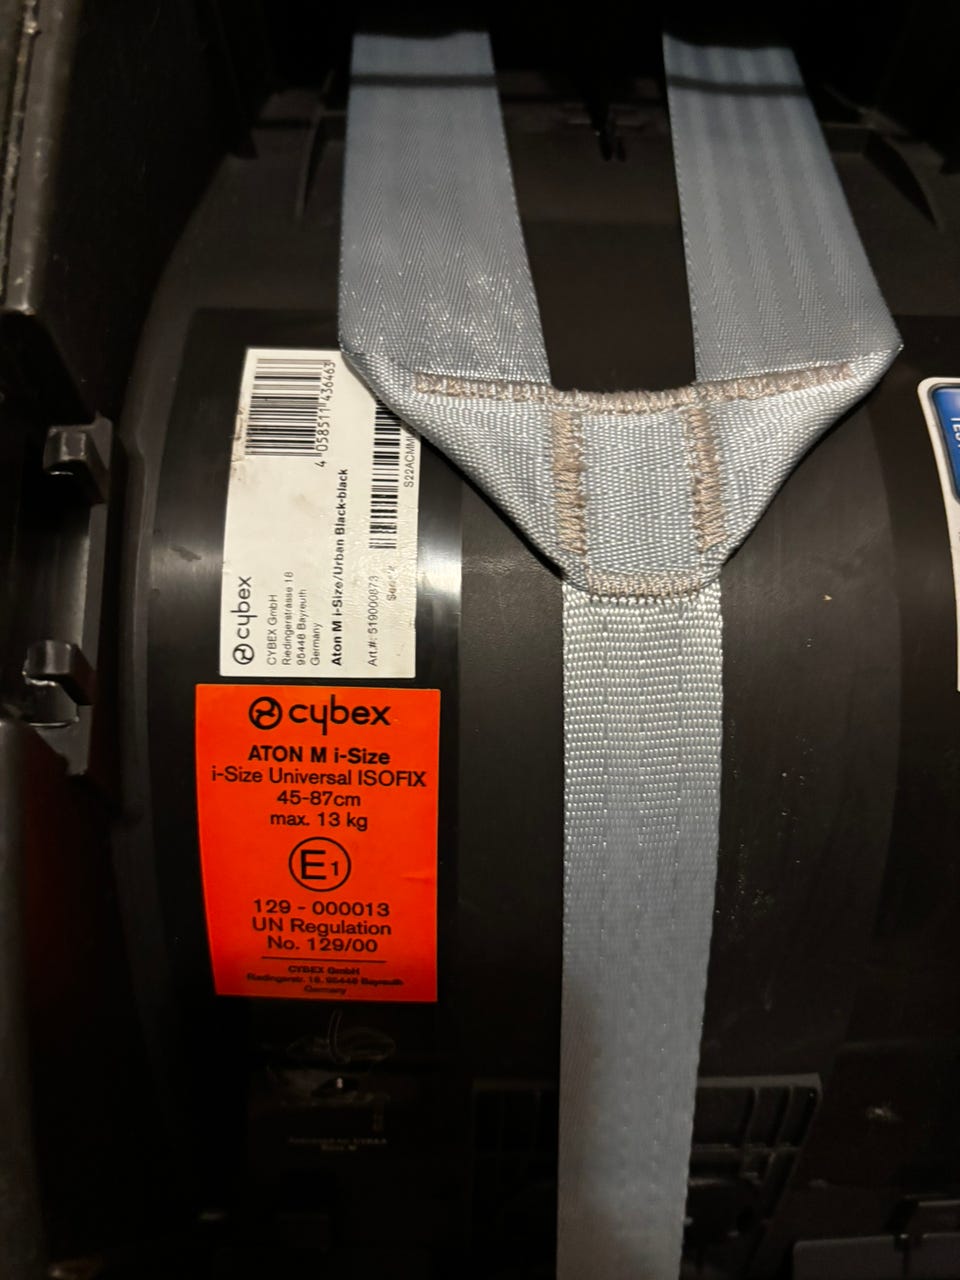 4 058511 436463
S22ACMMI
cybex
CYBEX GmbH
Riedingerstrasse 18
95448 Bayreuth
Germany
Aton M i-Size/Urban Black-black
Art.#: 519000873
cybex
ATON M i-Size
i-Size Universal ISOFIX
45-87cm
max. 13 kg
E1
129 - 000013
UN Regulation
No. 129/00
CYBEX GmbH
Riedingerstr. 18, 95448 Bayreuth
Germany